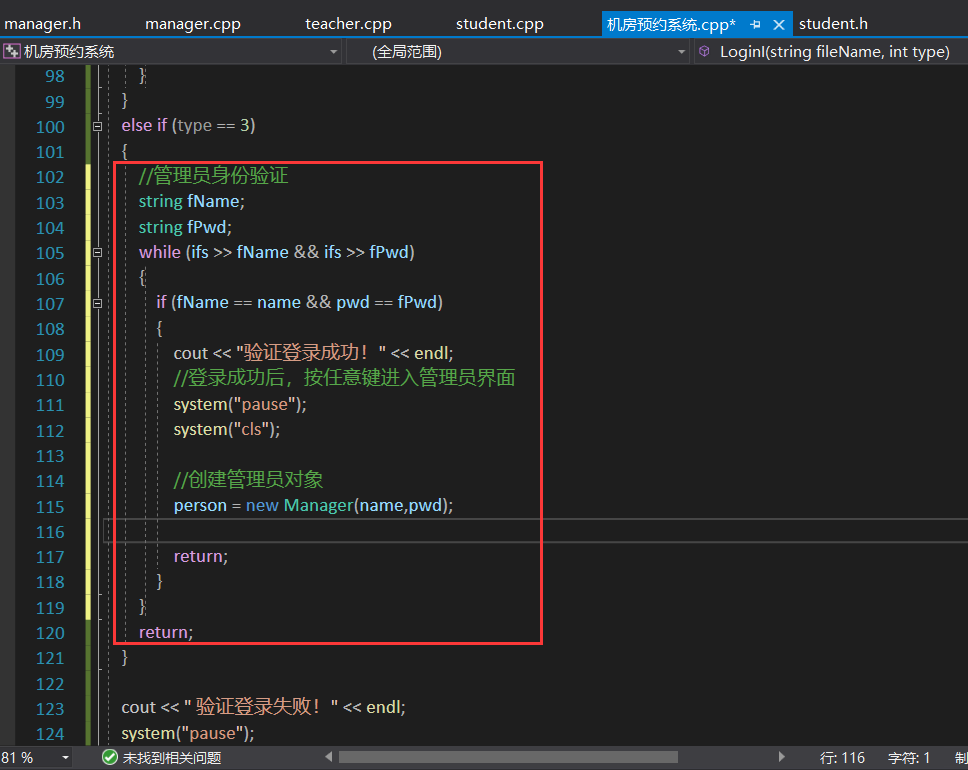 manager.h manager.cpp teacher.cpp student.cpp 机房预约系统.cpp* student.h
机房预约系统 (全局范围) LoginI(string fileName, int type)
98 }
99 }
100 else if (type == 3)
101 {
102 //管理员身份验证
103 string fName;
104 string fPwd;
105 while (ifs >> fName && ifs >> fPwd)
106 {
107 if (fName == name && pwd == fPwd)
108 {
109 cout << "验证登录成功！" << endl;
110 //登录成功后，按任意键进入管理员界面
111 system("pause");
112 system("cls");
113
114 //创建管理员对象
115 person = new Manager(name,pwd);
116
117 return;
118 }
119 }
120 return;
121 }
122
123 cout << " 验证登录失败！" << endl;
124 system("pause");
81 % 未找到相关问题 行: 116 字符: 1 制